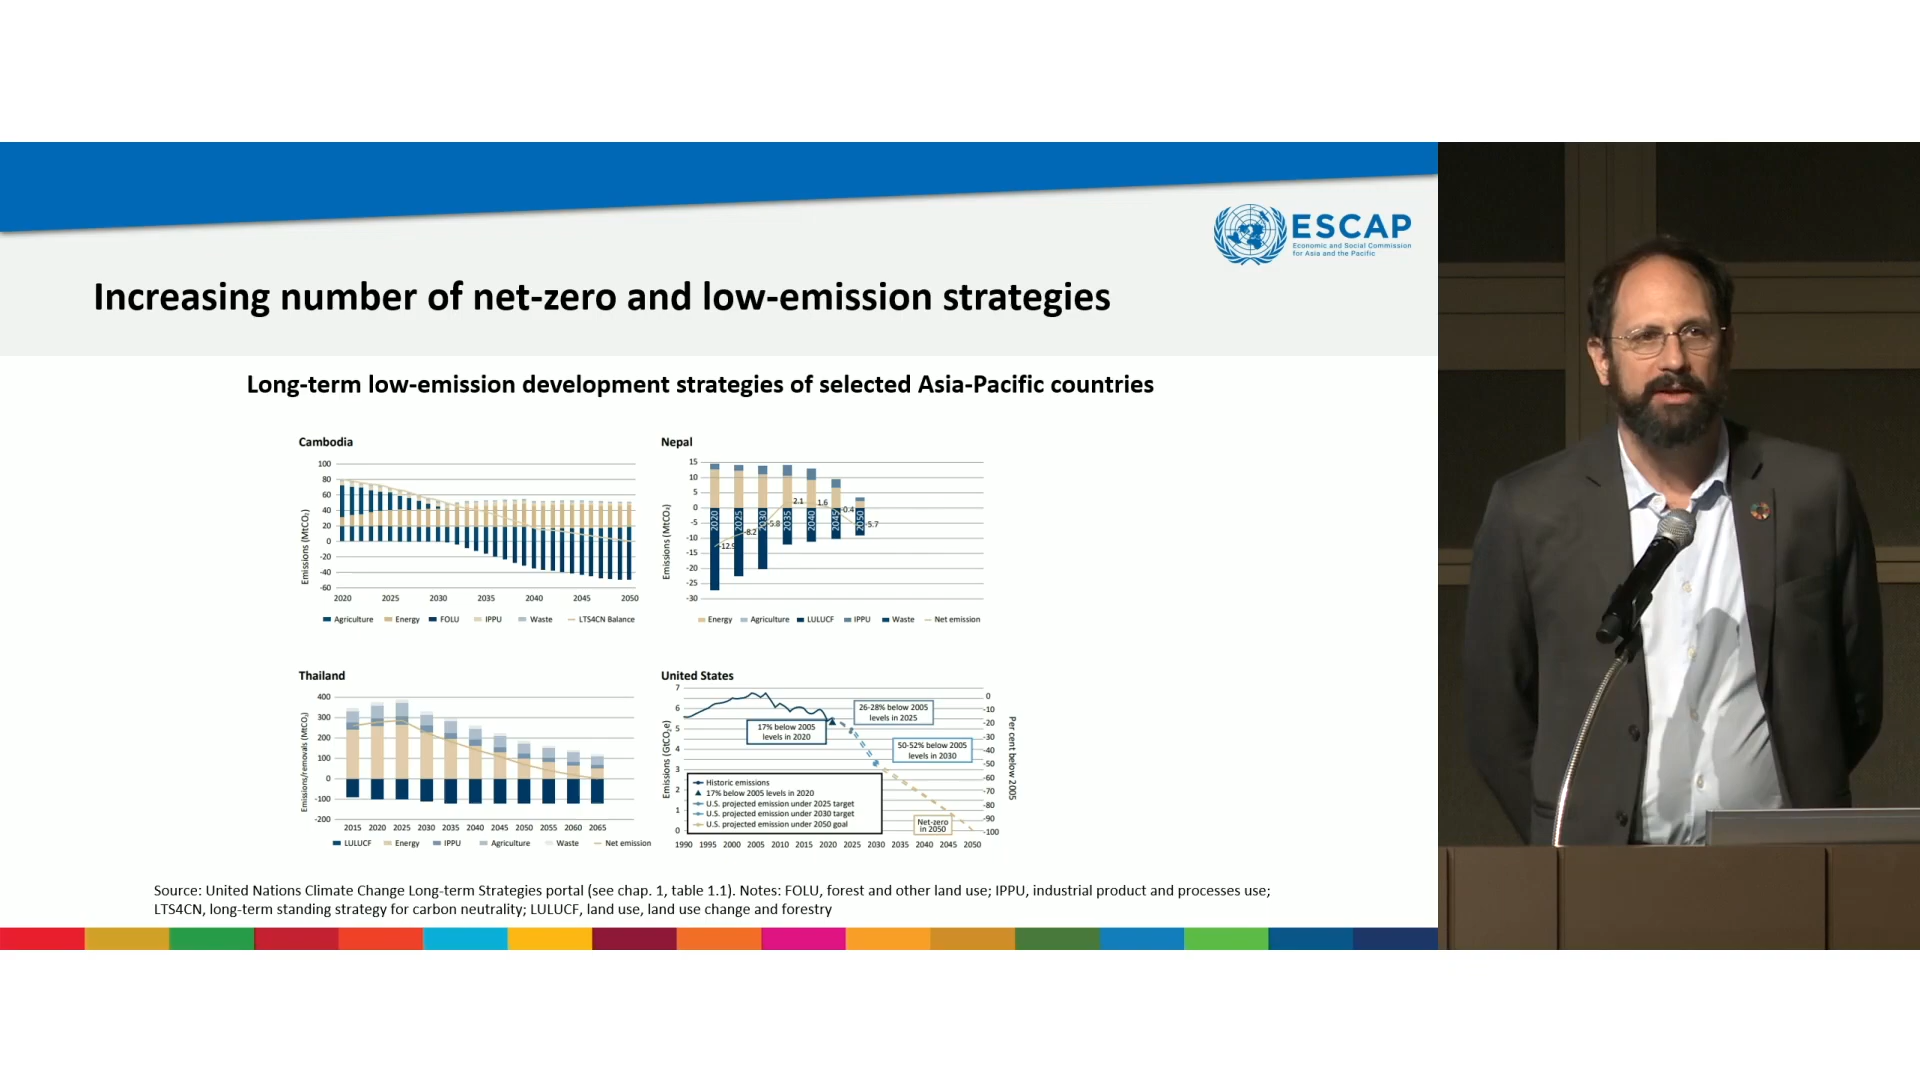 ESCAP
Economic and Social Commission
for Asia and the Pacific
Increasing number of net-zero and low-emission strategies
Long-term low-emission development strategies of selected Asia-Pacific countries
Cambodia
Emissions (MtCO₂)
100
80
60
40
20
0
-20
-40
-60
2020 2025 2030 2035 2040 2045 2050
Agriculture Energy FOLU IPPU Waste LTS4CN Balance
Nepal
Emissions (MtCO₂)
15
10
5
0
-5
-10
-15
-20
-25
-30
2020 2025 2030 2035 2040 2045 2050
-12.9 -8.2 -5.8 2.1 1.6 -0.4 -5.7
Energy Agriculture LULUCF IPPU Waste Net emission
Thailand
Emissions/removals (MtCO₂)
400
300
200
100
0
-100
-200
2015 2020 2025 2030 2035 2040 2045 2050 2055 2060 2065
LULUCF Energy IPPU Agriculture Waste Net emission
United States
Emissions (GtCO₂e)
7
6
5
4
3
2
1
0
17% below 2005
levels in 2020
26-28% below 2005
levels in 2025
50-52% below 2005
levels in 2030
Net-zero
in 2050
Historic emissions
17% below 2005 levels in 2020
U.S. projected emission under 2025 target
U.S. projected emission under 2030 target
U.S. projected emission under 2050 goal
0
-10
-20
-30
-40
-50
-60
-70
-80
-90
-100
Per cent below 2005
1990 1995 2000 2005 2010 2015 2020 2025 2030 2035 2040 2045 2050
Source: United Nations Climate Change Long-term Strategies portal (see chap. 1, table 1.1). Notes: FOLU, forest and other land use; IPPU, industrial product and processes use;
LTS4CN, long-term standing strategy for carbon neutrality; LULUCF, land use, land use change and forestry